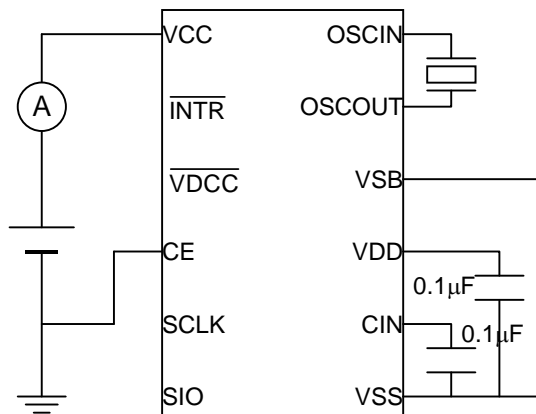 VCC
OSCIN
A
INTR
OSCOUT
VDCC
VSB
CE
VDD
0.1μF
SCLK
CIN
0.1μF
SIO
VSS